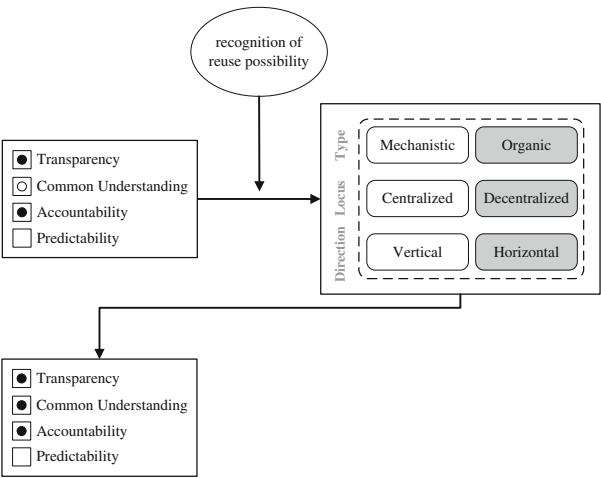 recognition of
reuse possibility
Transparency
Common Understanding
Accountability
Predictability
Type
Mechanistic
Organic
Locus
Centralized
Decentralized
Direction
Vertical
Horizontal
Transparency
Common Understanding
Accountability
Predictability